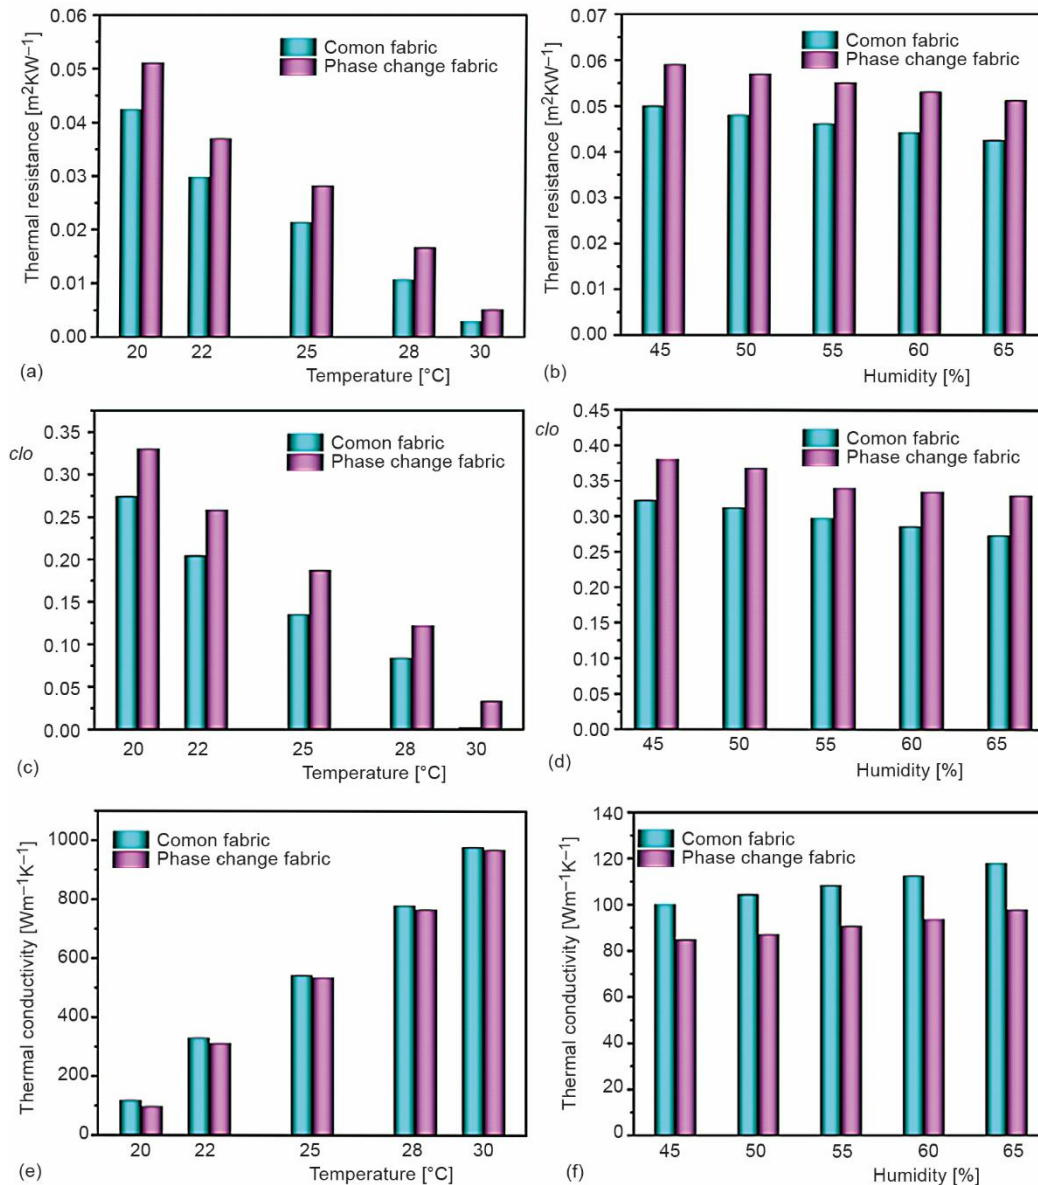 0.06
0.05
0.04
0.03
0.02
0.01
0.00
Thermal resistance [m²KW–1]
Comon fabric
Phase change fabric
20 22 25 28 30
(a) Temperature [°C]
0.07
0.06
0.05
0.04
0.03
0.02
0.01
0.00
Thermal resistance [m²KW–1]
Comon fabric
Phase change fabric
45 50 55 60 65
(b) Humidity [%]
clo
0.35
0.30
0.25
0.20
0.15
0.10
0.05
0.00
Comon fabric
Phase change fabric
20 22 25 28 30
(c) Temperature [°C]
clo
0.45
0.40
0.35
0.30
0.25
0.20
0.15
0.10
0.05
0.00
Comon fabric
Phase change fabric
45 50 55 60 65
(d) Humidity [%]
1000
800
600
400
200
0
Thermal conductivity [Wm–1K–1]
Comon fabric
Phase change fabric
20 22 25 28 30
(e) Temperature [°C]
140
120
100
80
60
40
20
0
Thermal conductivity [Wm–1K–1]
Comon fabric
Phase change fabric
45 50 55 60 65
(f) Humidity [%]